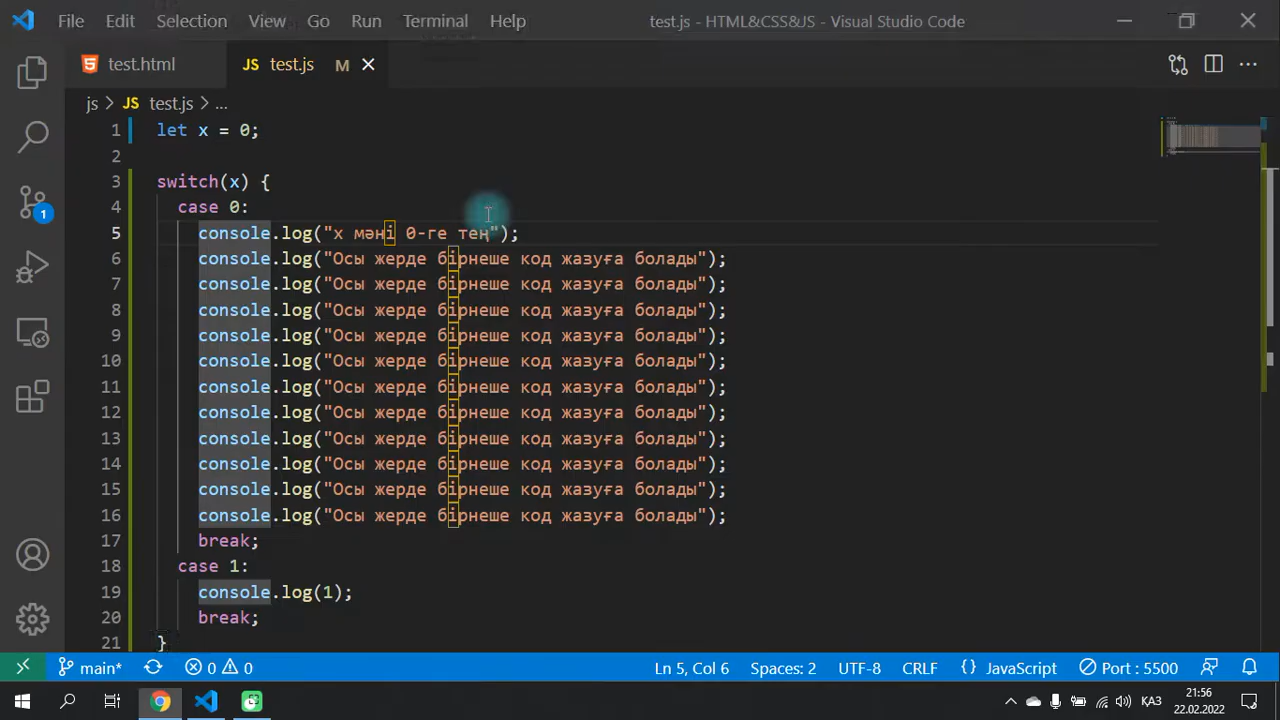 File Edit Selection View Go Run Terminal Help test.js - HTML&CSS&JS - Visual Studio Code
test.html JS test.js M
js > JS test.js > ...
1 let x = 0;
2
3 switch(x) {
4 case 0:
5 console.log("x мәні 0-ге тең");
6 console.log("Осы жерде бірнеше код жазуға болады");
7 console.log("Осы жерде бірнеше код жазуға болады");
8 console.log("Осы жерде бірнеше код жазуға болады");
9 console.log("Осы жерде бірнеше код жазуға болады");
10 console.log("Осы жерде бірнеше код жазуға болады");
11 console.log("Осы жерде бірнеше код жазуға болады");
12 console.log("Осы жерде бірнеше код жазуға болады");
13 console.log("Осы жерде бірнеше код жазуға болады");
14 console.log("Осы жерде бірнеше код жазуға болады");
15 console.log("Осы жерде бірнеше код жазуға болады");
16 console.log("Осы жерде бірнеше код жазуға болады");
17 break;
18 case 1:
19 console.log(1);
20 break;
21 }
1
main* 0 0 Ln 5, Col 6 Spaces: 2 UTF-8 CRLF {} JavaScript Port : 5500
ҚАЗ 21:56
22.02.2022